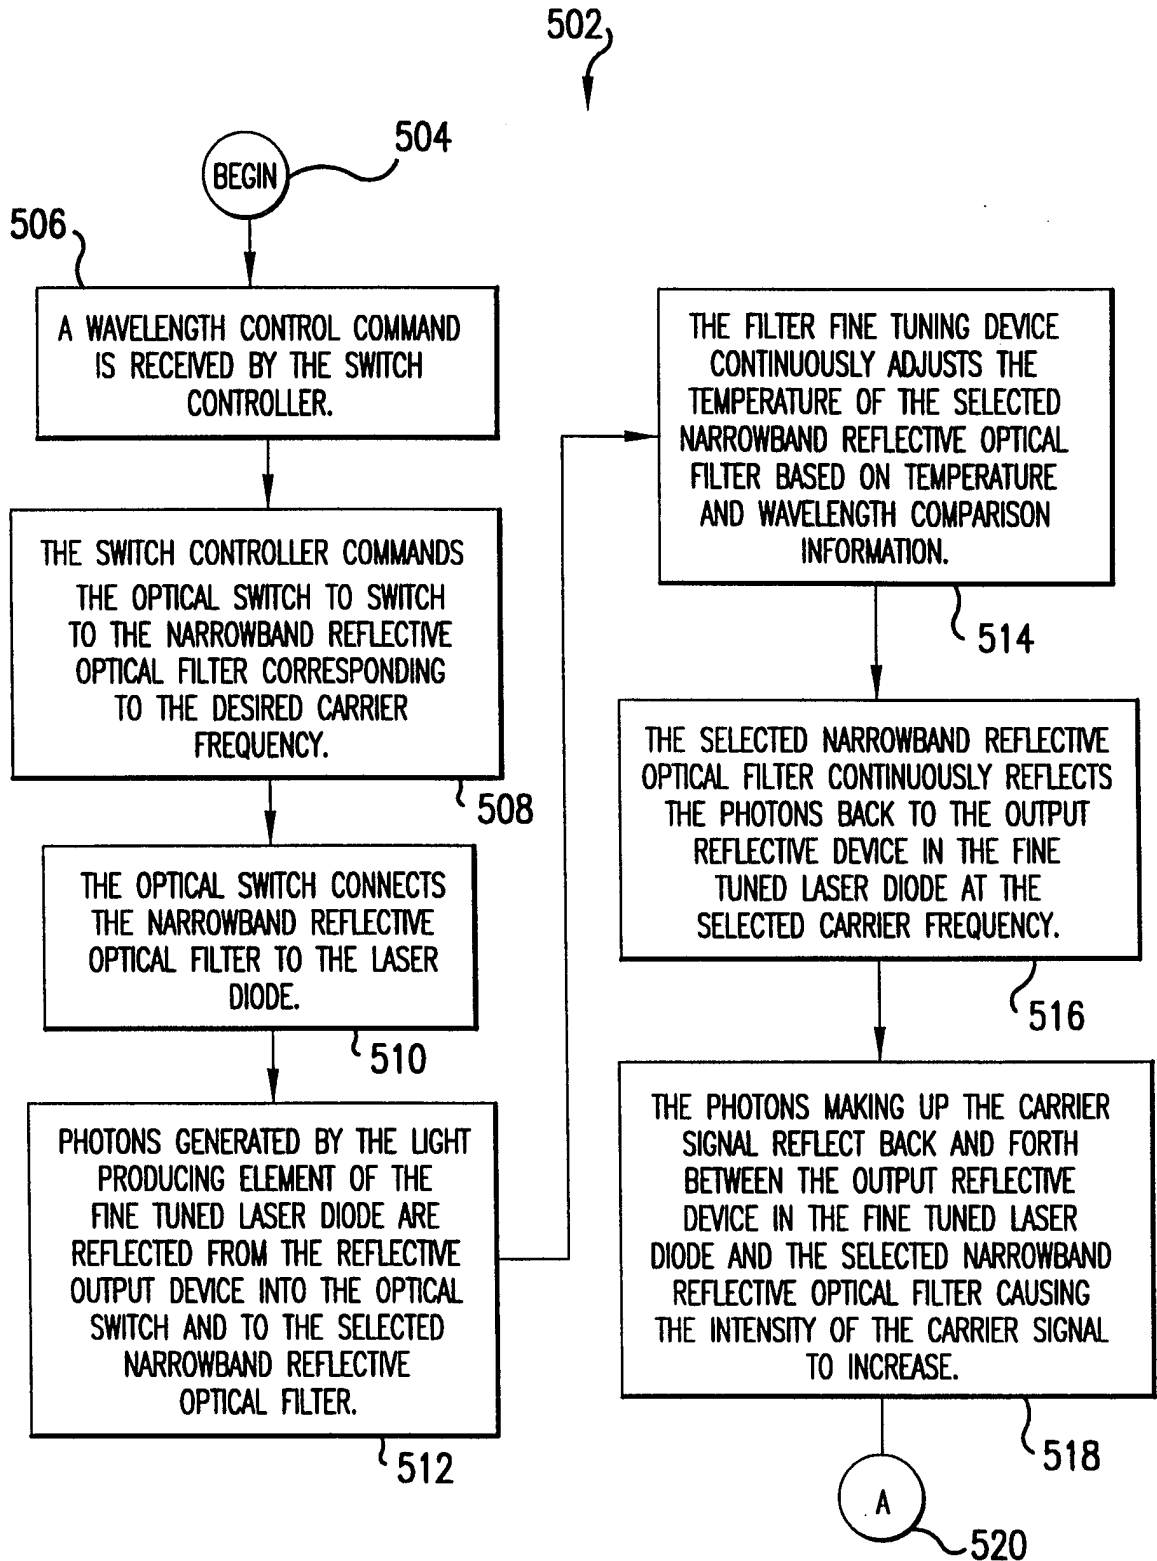 502
BEGIN
504
506
A WAVELENGTH CONTROL COMMAND
IS RECEIVED BY THE SWITCH
CONTROLLER.
THE SWITCH CONTROLLER COMMANDS
THE OPTICAL SWITCH TO SWITCH
TO THE NARROWBAND REFLECTIVE
OPTICAL FILTER CORRESPONDING
TO THE DESIRED CARRIER
FREQUENCY.
508
THE OPTICAL SWITCH CONNECTS
THE NARROWBAND REFLECTIVE
OPTICAL FILTER TO THE LASER
DIODE.
510
PHOTONS GENERATED BY THE LIGHT
PRODUCING ELEMENT OF THE
FINE TUNED LASER DIODE ARE
REFLECTED FROM THE REFLECTIVE
OUTPUT DEVICE INTO THE OPTICAL
SWITCH AND TO THE SELECTED
NARROWBAND REFLECTIVE
OPTICAL FILTER.
512
THE FILTER FINE TUNING DEVICE
CONTINUOUSLY ADJUSTS THE
TEMPERATURE OF THE SELECTED
NARROWBAND REFLECTIVE OPTICAL
FILTER BASED ON TEMPERATURE
AND WAVELENGTH COMPARISON
INFORMATION.
514
THE SELECTED NARROWBAND REFLECTIVE
OPTICAL FILTER CONTINUOUSLY REFLECTS
THE PHOTONS BACK TO THE OUTPUT
REFLECTIVE DEVICE IN THE FINE
TUNED LASER DIODE AT THE
SELECTED CARRIER FREQUENCY.
516
THE PHOTONS MAKING UP THE CARRIER
SIGNAL REFLECT BACK AND FORTH
BETWEEN THE OUTPUT REFLECTIVE
DEVICE IN THE FINE TUNED LASER
DIODE AND THE SELECTED NARROWBAND
REFLECTIVE OPTICAL FILTER CAUSING
THE INTENSITY OF THE CARRIER SIGNAL
TO INCREASE.
518
A
520